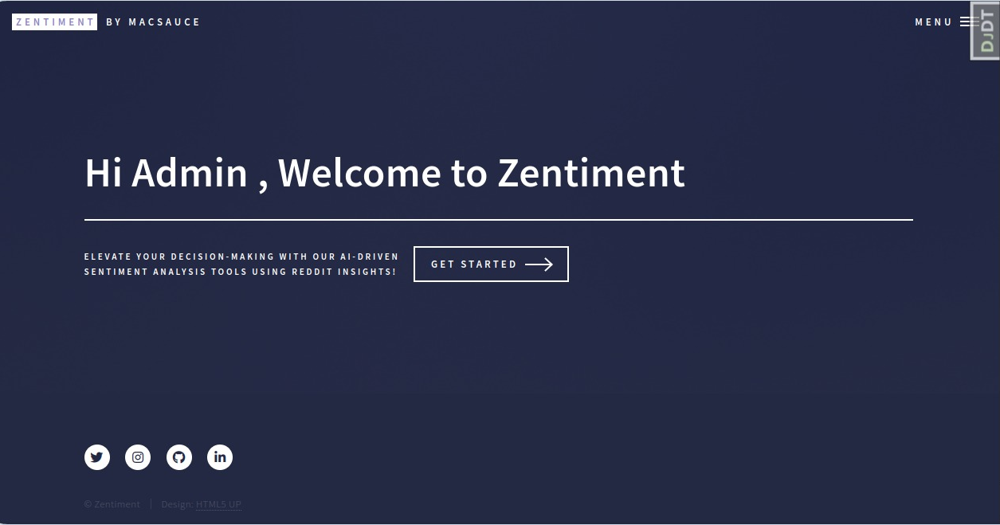 ZENTIMENT BY MACSAUCE
MENU
DJDT
Hi Admin , Welcome to Zentiment
ELEVATE YOUR DECISION-MAKING WITH OUR AI-DRIVEN
SENTIMENT ANALYSIS TOOLS USING REDDIT INSIGHTS!
GET STARTED
in
© Zentiment
Design: HTML5 UP